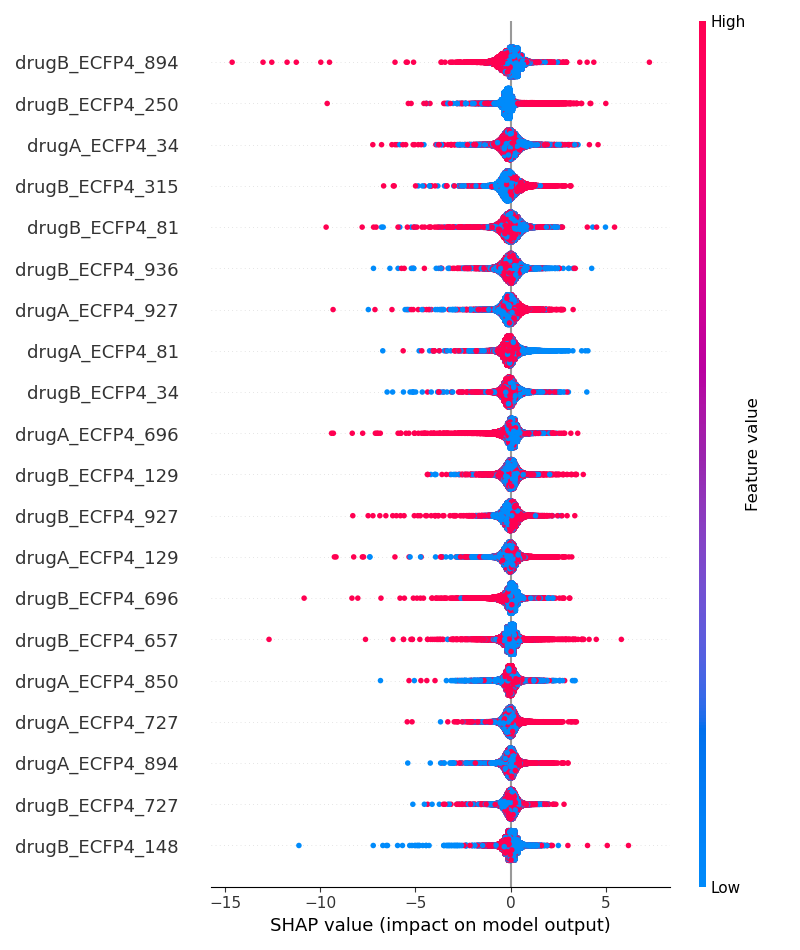 High
drugB_ECFP4_894
drugB_ECFP4_250
drugA_ECFP4_34
drugB_ECFP4_315
drugB_ECFP4_81
drugB_ECFP4_936
drugA_ECFP4_927
drugA_ECFP4_81
drugB_ECFP4_34
drugA_ECFP4_696
drugB_ECFP4_129
drugB_ECFP4_927
drugA_ECFP4_129
drugB_ECFP4_696
drugB_ECFP4_657
drugA_ECFP4_850
drugA_ECFP4_727
drugA_ECFP4_894
drugB_ECFP4_727
drugB_ECFP4_148
Feature value
Low
−15 −10 −5 0 5
SHAP value (impact on model output)